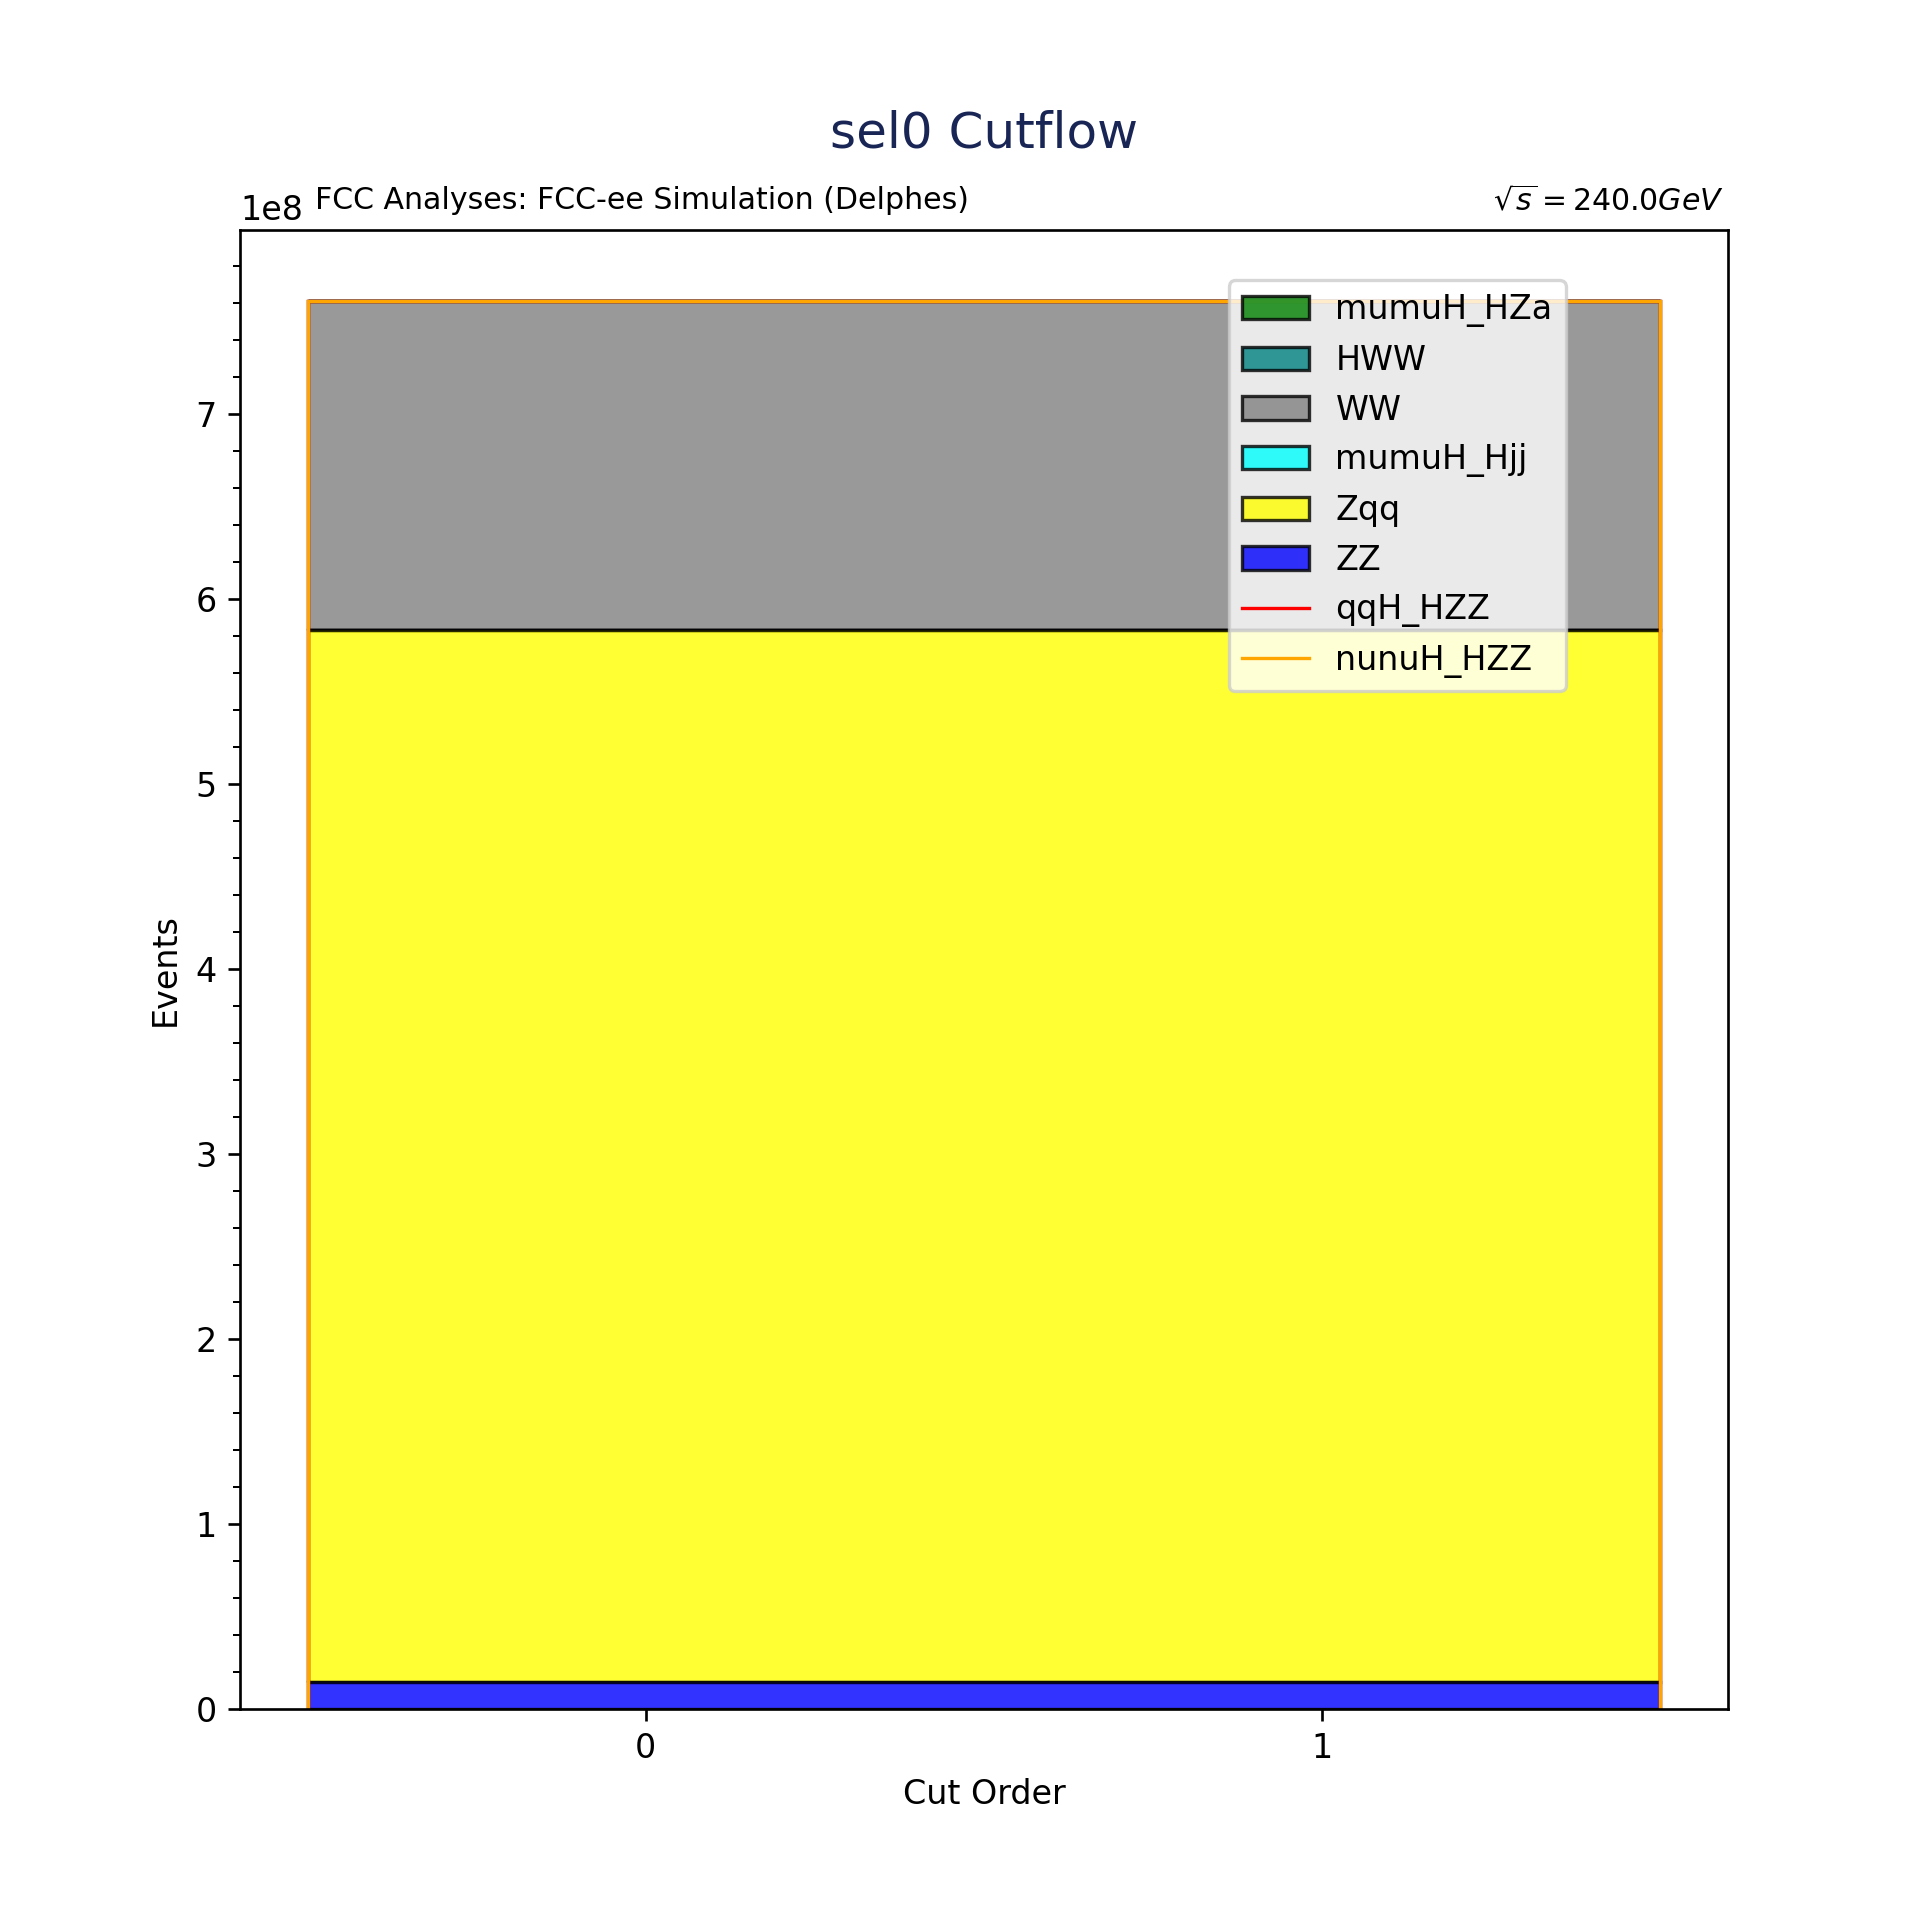 sel0 Cutflow
1e8 FCC Analyses: FCC-ee Simulation (Delphes)
√s = 240.0GeV
mumuH_HZa
HWW
WW
mumuH_Hjj
Zqq
ZZ
qqH_HZZ
nunuH_HZZ
7
6
5
4
3
2
1
0
Events
0 1
Cut Order